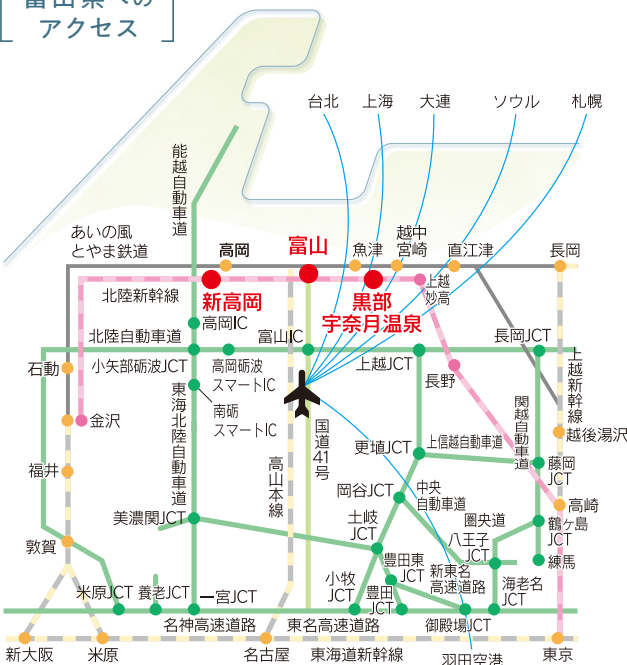 富山県への
アクセス
台北
上海
大連
ソウル
札幌
能越自動車道
あいの風
とやま鉄道
高岡
富山
魚津
越中
宮崎
直江津
長岡
北陸新幹線
新高岡
黒部
宇奈月温泉
上越
妙高
高岡IC
北陸自動車道
富山IC
長岡JCT
石動
小矢部砺波JCT
高岡砺波
スマートIC
上越JCT
上越新幹線
長野
東海北陸自動車道
南砺
スマートIC
関越自動車道
金沢
国道41号
高山本線
更埴JCT
上信越自動車道
越後湯沢
福井
藤岡
JCT
岡谷JCT
中央
自動車道
高崎
美濃関JCT
土岐
JCT
圏央道
鶴ヶ島
JCT
八王子
JCT
敦賀
豊田東
JCT
新東名
高速道路
練馬
米原JCT
養老JCT
一宮JCT
小牧
JCT
豊田
JCT
海老名
JCT
名神高速道路
東名高速道路
御殿場JCT
新大阪
米原
名古屋
東海道新幹線
羽田空港
東京